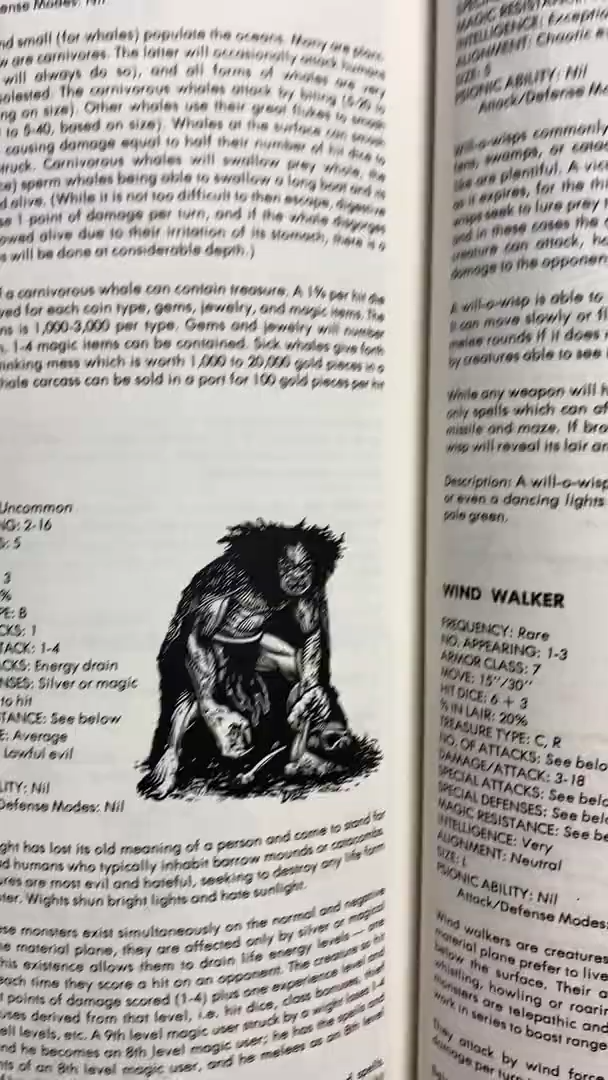 ense Modes: Nil
nd small (for whales) populate the oceans. Many are
w are carnivores. The latter will occasionally attack humans
will always do so), and all forms of whales are very
olested. The carnivorous whales attack by biting (5-20
ng on size). Other whales use their great flukes to
to 5-40, based on size). Whales at the surface can
causing damage equal to half their number of hit dice to
ruck. Carnivorous whales will swallow prey whole, the
ce) sperm whales being able to swallow a long boat and
d alive. (While it is not too difficult to then escape, digestive
se 1 point of damage per turn, and if the whale disgorges
owed alive due to their irritation of its stomach, there is a
s will be done at considerable depth.)
f a carnivorous whale can contain treasure. A 1% per hit die
ved for each coin type, gems, jewelry, and magic items. The
ns is 1,000-3,000 per type. Gems and jewelry will number
. 1-4 magic items can be contained. Sick whales give forth
inking mess which is worth 1,000 to 20,000 gold pieces in a
hale carcass can be sold in a port for 100 gold pieces per hit
Uncommon
NG: 2-16
S: 5
3
%
PE: B
CKS: 1
TACK: 1-4
CKS: Energy drain
NSES: Silver or magic
to hit
TANCE: See below
E: Average
Lawful evil
LITY: Nil
Defense Modes: Nil
ght has lost its old meaning of a person and come to stand for
d humans who typically inhabit barrow mounds or catacombs.
ures are most evil and hateful, seeking to destroy any life form
ter. Wights shun bright lights and hate sunlight.
se monsters exist simultaneously on the normal and negative
e material plane, they are affected only by silver or magical
his existence allows them to drain life energy levels — one
each time they score a hit on an opponent. The creature so hit
t points of damage scored (1-4) plus one experience level and
uses derived from that level, i.e. hit dice, class bonuses, thief
ell levels, etc. A 9th level magic user struck by a wight loses 1-4
nd he becomes an 8th level magic user; he has the spells and
nts of an 8th level magic user, and he melees as an 8th level
spells
MAGIC RESISTAN
INTELLIGENCE: Exceptio
ALIGNMENT: Chaotic e
SIZE: S
PSIONIC ABILITY: Nil
Attack/Defense Mo
Will-o-wisps commonly
fens, swamps, or catac
like are plentiful. A vic
as it expires, for the th
wisps seek to lure prey t
and in these cases the
creature can attack, ha
damage to the opponen
A will-o-wisp is able to
It can move slowly or fl
melee rounds if it does
by creatures able to see
While any weapon will h
only spells which can af
missile and maze. If bro
wisp will reveal its lair an
Description: A will-o-wisp
or even a dancing lights
pale green.
WIND WALKER
FREQUENCY: Rare
NO. APPEARING: 1-3
ARMOR CLASS: 7
MOVE: 15"/30"
HIT DICE: 6 + 3
% IN LAIR: 20%
TREASURE TYPE: C, R
NO. OF ATTACKS: See belo
DAMAGE/ATTACK: 3-18
SPECIAL ATTACKS: See belo
SPECIAL DEFENSES: See belo
MAGIC RESISTANCE: See be
INTELLIGENCE: Very
ALIGNMENT: Neutral
SIZE: L
PSIONIC ABILITY: Nil
Attack/Defense Modes:
Wind walkers are creatures
material plane prefer to live
below the surface. Their a
whistling, howling or roarin
monsters are telepathic and
work in series to boost range
They attack by wind force
damage per turn